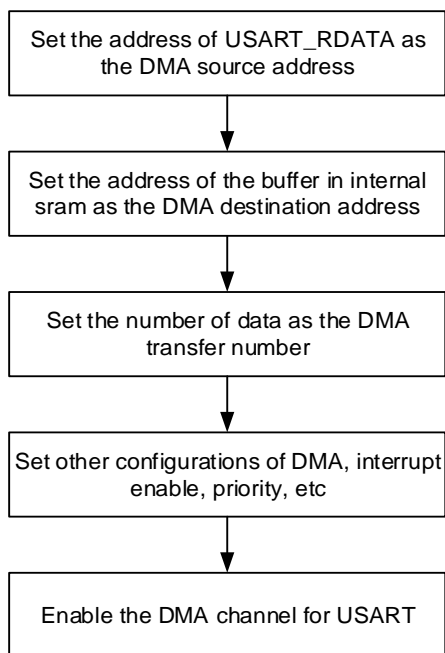 Set the address of USART_RDATA as
the DMA source address
Set the address of the buffer in internal
sram as the DMA destination address
Set the number of data as the DMA
transfer number
Set other configurations of DMA, interrupt
enable, priority, etc
Enable the DMA channel for USART